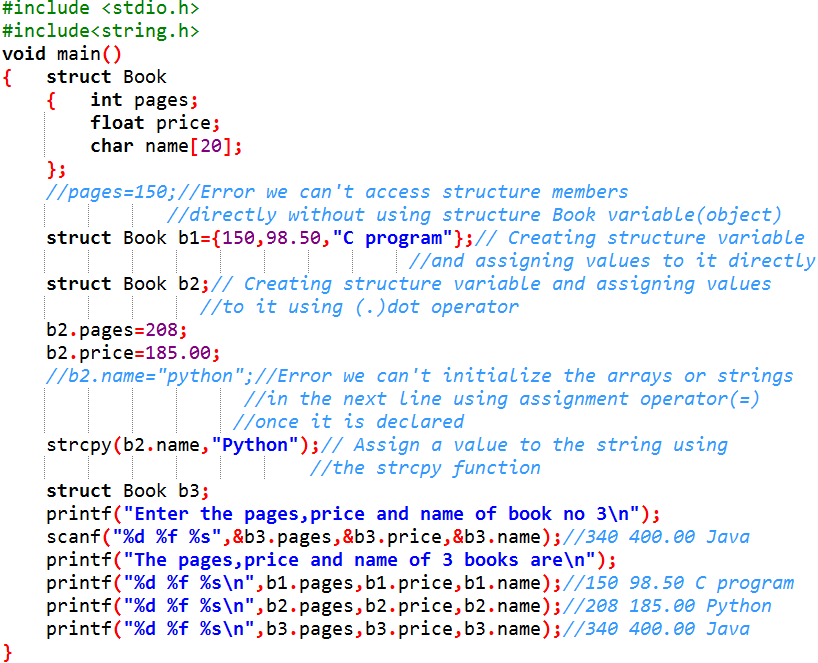 #include <stdio.h>
#include<string.h>
void main()
{   struct Book
    {   int pages;
        float price;
        char name[20];
    };
    //pages=150;//Error we can't access structure members
               //directly without using structure Book variable(object)
    struct Book b1={150,98.50,"C program"};// Creating structure variable
                                     //and assigning values to it directly
    struct Book b2;// Creating structure variable and assigning values
                  //to it using (.)dot operator
    b2.pages=208;
    b2.price=185.00;
    //b2.name="python";//Error we can't initialize the arrays or strings
                      //in the next line using assignment operator(=)
                     //once it is declared
    strcpy(b2.name,"Python");// Assign a value to the string using
                            //the strcpy function
    struct Book b3;
    printf("Enter the pages,price and name of book no 3\n");
    scanf("%d %f %s",&b3.pages,&b3.price,&b3.name);//340 400.00 Java
    printf("The pages,price and name of 3 books are\n");
    printf("%d %f %s\n",b1.pages,b1.price,b1.name);//150 98.50 C program
    printf("%d %f %s\n",b2.pages,b2.price,b2.name);//208 185.00 Python
    printf("%d %f %s\n",b3.pages,b3.price,b3.name);//340 400.00 Java
}